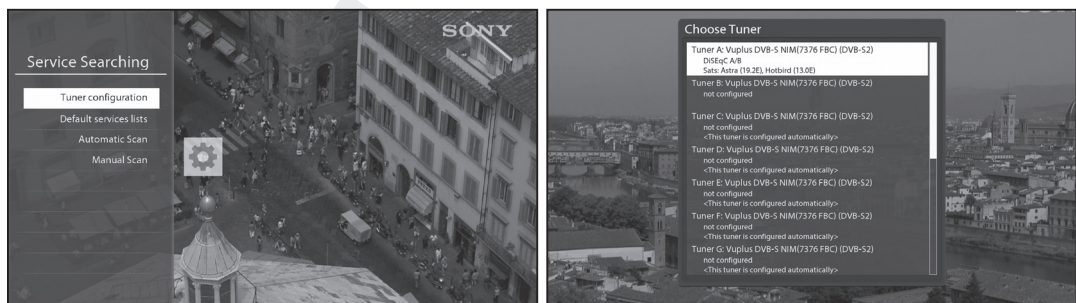 SONY
Service Searching
Tuner configuration
Default services lists
Automatic Scan
Manual Scan
Choose Tuner
Tuner A: Vuplus DVB-S NIM(7376 FBC) (DVB-S2)
DiSEqC A/B
Sats: Astra (19.2E), Hotbird (13.0E)
Tuner B: Vuplus DVB-S NIM(7376 FBC) (DVB-S2)
not configured
Tuner C: Vuplus DVB-S NIM(7376 FBC) (DVB-S2)
not configured
<This tuner is configured automatically>
Tuner D: Vuplus DVB-S NIM(7376 FBC) (DVB-S2)
not configured
<This tuner is configured automatically>
Tuner E: Vuplus DVB-S NIM(7376 FBC) (DVB-S2)
not configured
<This tuner is configured automatically>
Tuner F: Vuplus DVB-S NIM(7376 FBC) (DVB-S2)
not configured
<This tuner is configured automatically>
Tuner G: Vuplus DVB-S NIM(7376 FBC) (DVB-S2)
not configured
<This tuner is configured automatically>